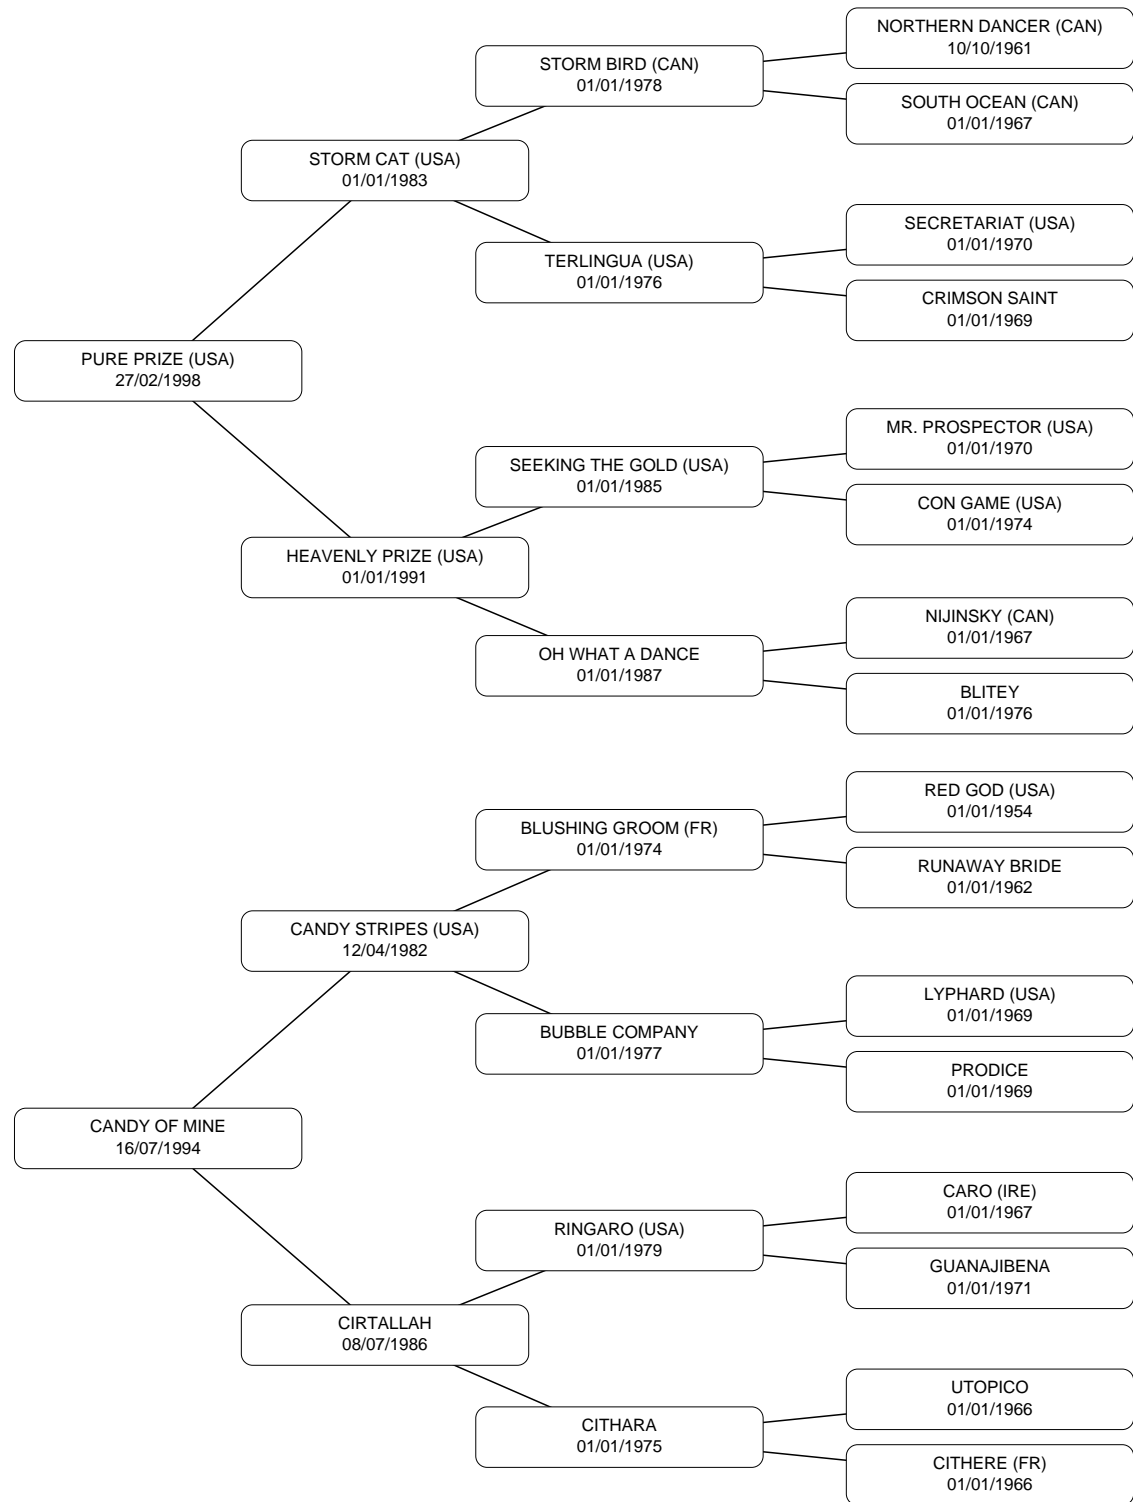 NORTHERN DANCER (CAN)
10/10/1961
STORM BIRD (CAN)
01/01/1978
SOUTH OCEAN (CAN)
01/01/1967
STORM CAT (USA)
01/01/1983
SECRETARIAT (USA)
01/01/1970
TERLINGUA (USA)
01/01/1976
CRIMSON SAINT
01/01/1969
PURE PRIZE (USA)
27/02/1998
MR. PROSPECTOR (USA)
01/01/1970
SEEKING THE GOLD (USA)
01/01/1985
CON GAME (USA)
01/01/1974
HEAVENLY PRIZE (USA)
01/01/1991
NIJINSKY (CAN)
01/01/1967
OH WHAT A DANCE
01/01/1987
BLITEY
01/01/1976
RED GOD (USA)
01/01/1954
BLUSHING GROOM (FR)
01/01/1974
RUNAWAY BRIDE
01/01/1962
CANDY STRIPES (USA)
12/04/1982
LYPHARD (USA)
01/01/1969
BUBBLE COMPANY
01/01/1977
PRODICE
01/01/1969
CANDY OF MINE
16/07/1994
CARO (IRE)
01/01/1967
RINGARO (USA)
01/01/1979
GUANAJIBENA
01/01/1971
CIRTALLAH
08/07/1986
UTOPICO
01/01/1966
CITHARA
01/01/1975
CITHERE (FR)
01/01/1966